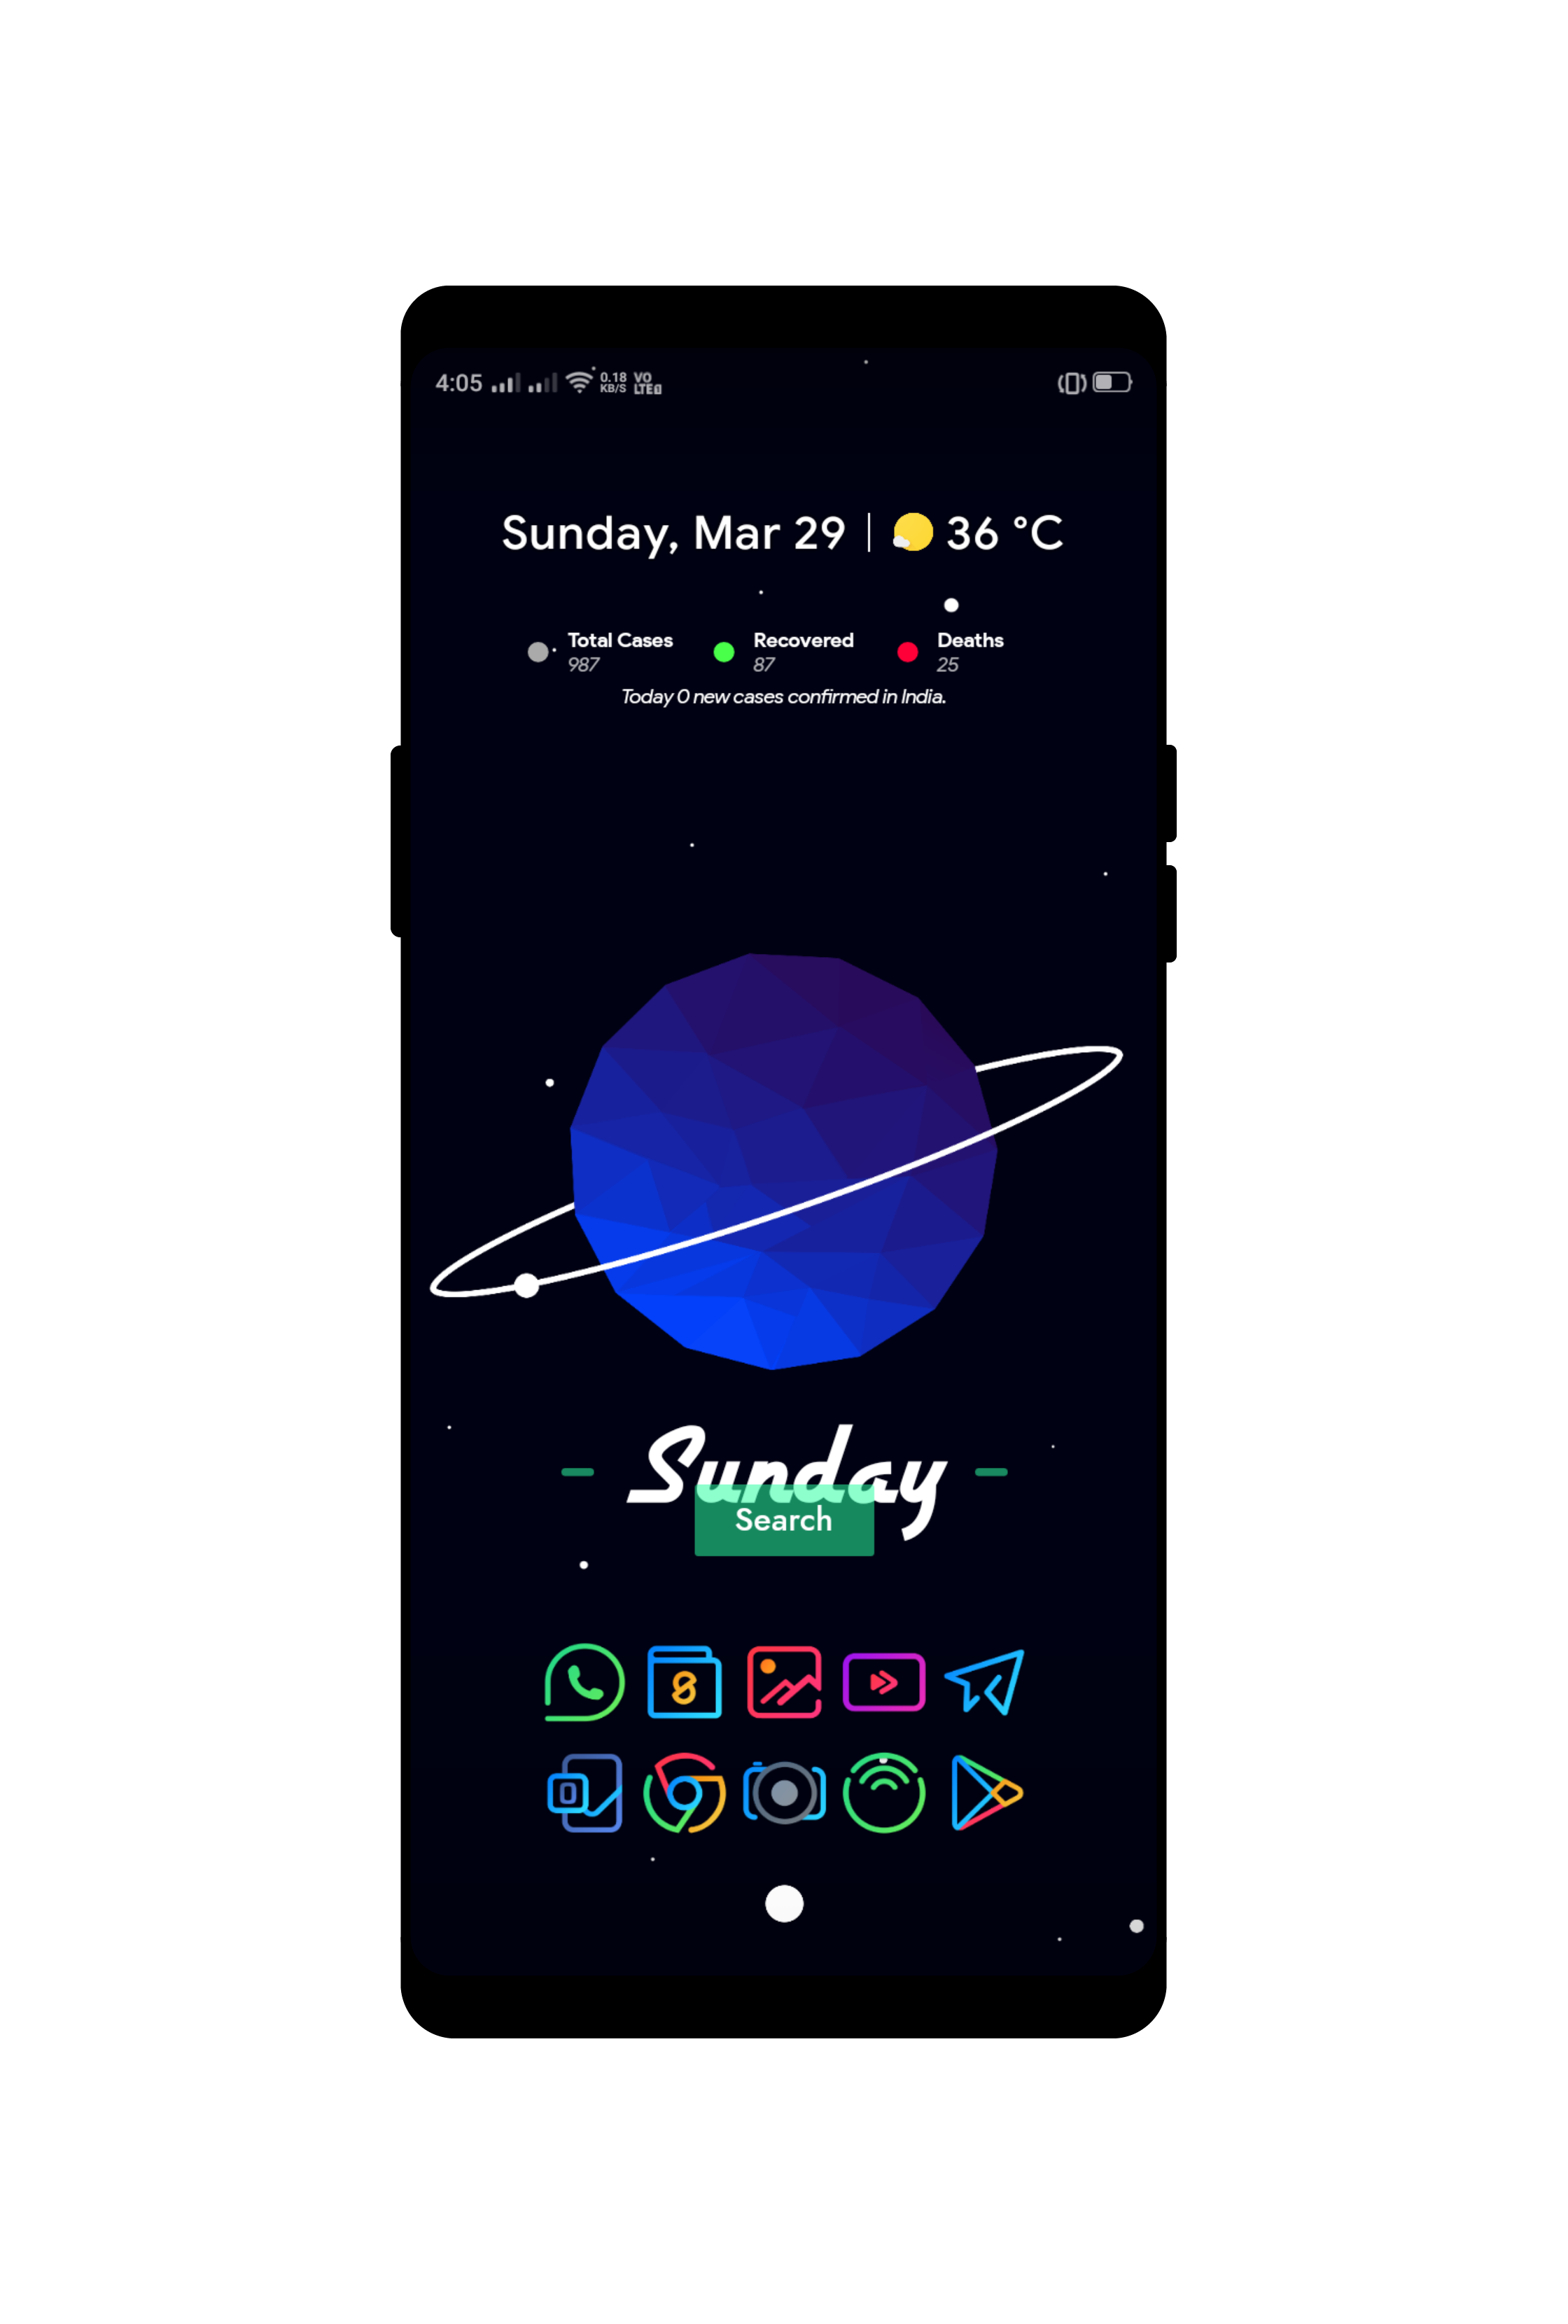 4:05 0.18 KB/S VO LTE
Sunday, Mar 29 | 36 °C
Total Cases Recovered Deaths
987 87 25
Today 0 new cases confirmed in India.
Sunday
Search